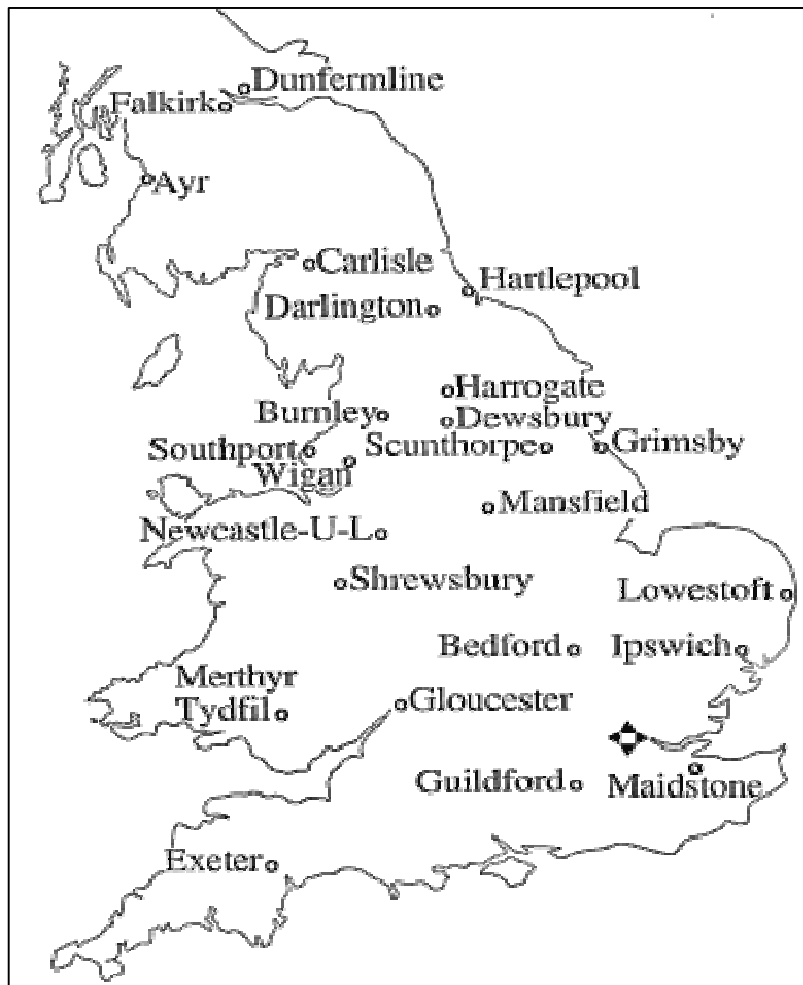 Dunfermline
Falkirk
Ayr
Carlisle
Hartlepool
Darlington
Harrogate
Burnley
Dewsbury
Southport
Scunthorpe
Grimsby
Wigan
Mansfield
Newcastle-U-L
Shrewsbury
Lowestoft
Bedford
Ipswich
Merthyr
Tydfil
Gloucester
Guildford
Maidstone
Exeter